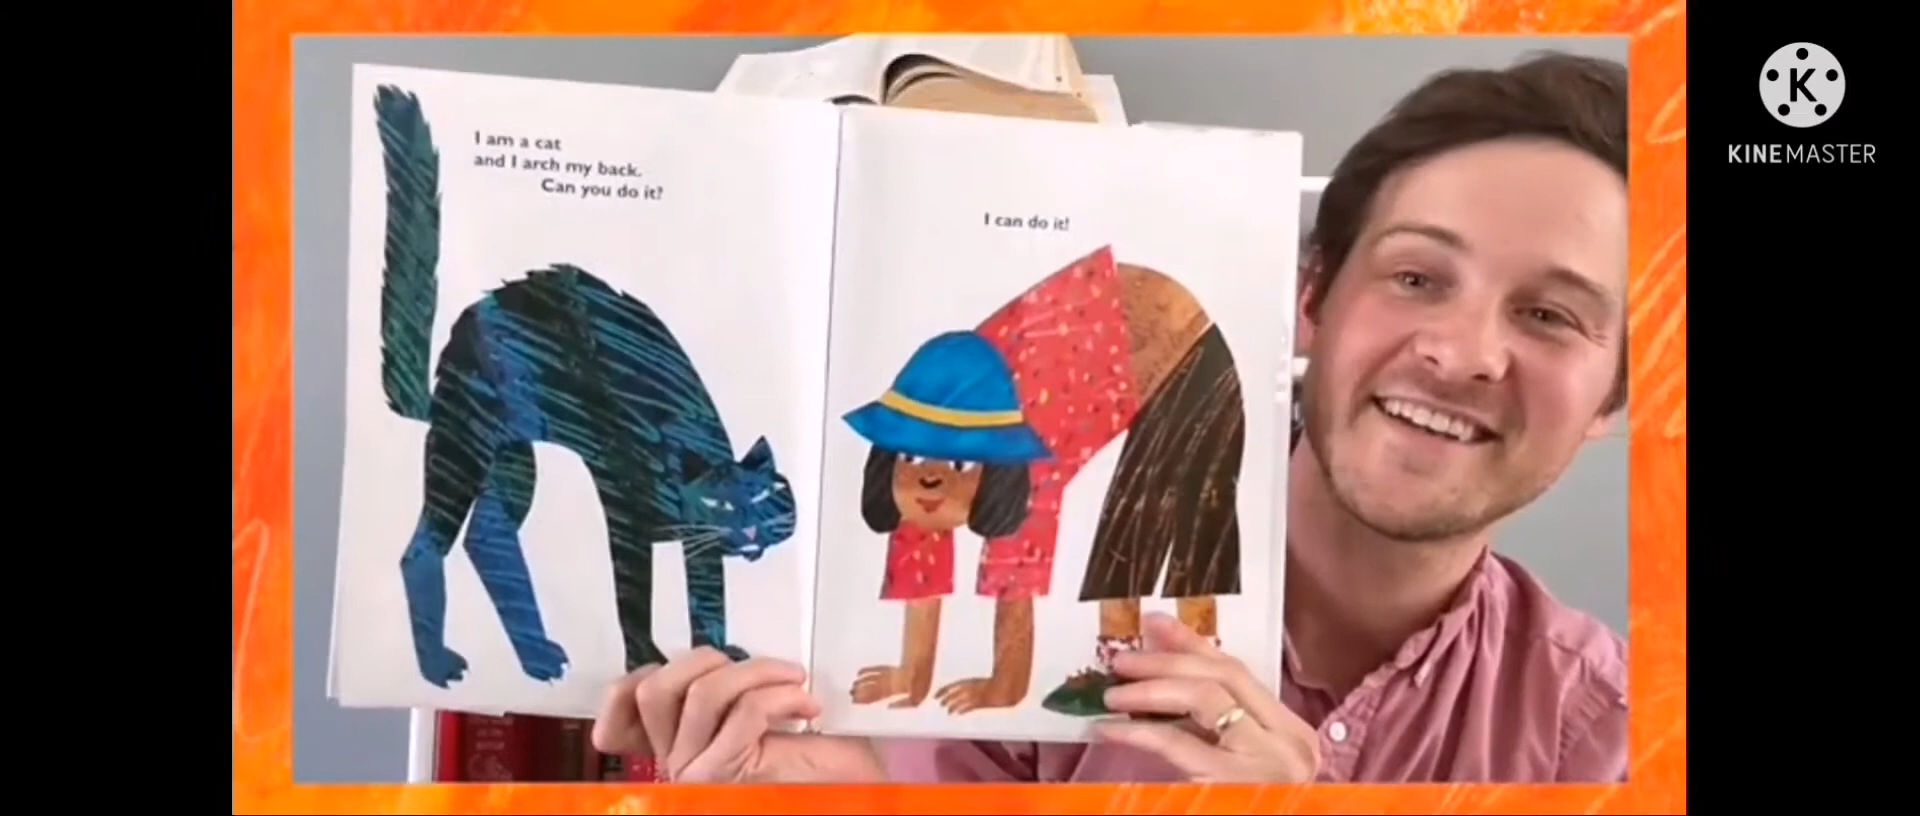 I am a cat
and I arch my back.
Can you do it?
I can do it!
K
KINEMASTER